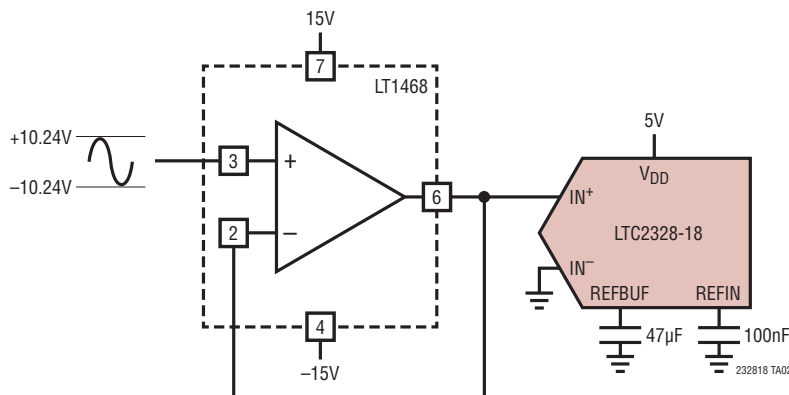 15V
7
LT1468
+10.24V
–10.24V
3
+
2
–
6
4
–15V
5V
VDD
IN+
LTC2328-18
IN–
REFBUF
REFIN
47µF
100nF
232818 TA02